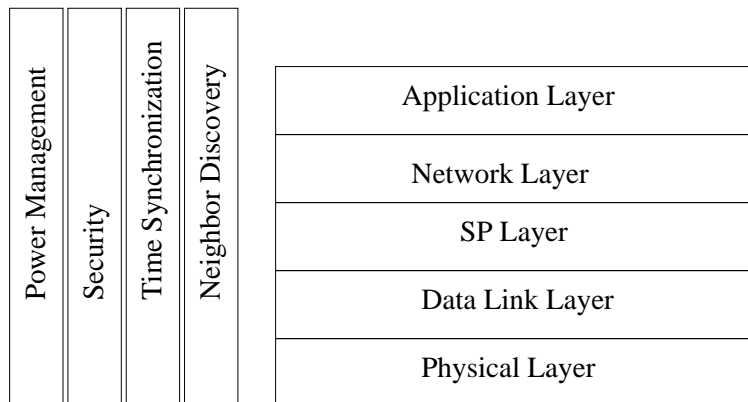 Power Management
Security
Time Synchronization
Neighbor Discovery
Application Layer
Network Layer
SP Layer
Data Link Layer
Physical Layer